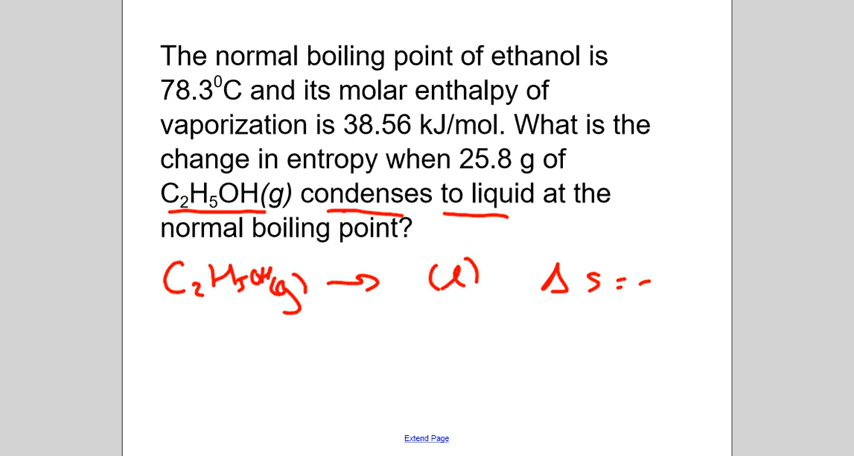 The normal boiling point of ethanol is
78.3⁰C and its molar enthalpy of
vaporization is 38.56 kJ/mol. What is the
change in entropy when 25.8 g of
C₂H₅OH(g) condenses to liquid at the
normal boiling point?
C₂H₅OH(g) → (l) ΔS = -
Extend Page